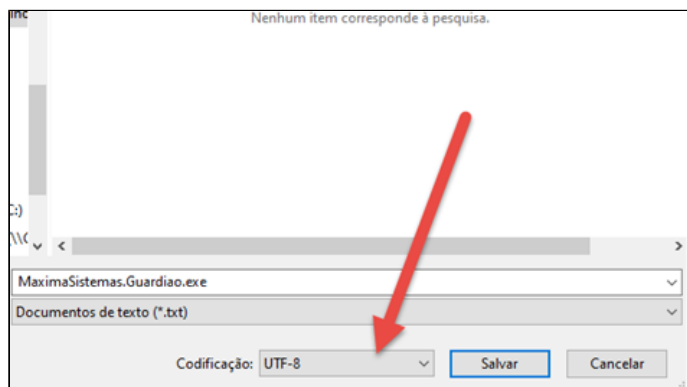 Nenhum item corresponde à pesquisa.
C:)
MaximaSistemas.Guardiao.exe
Documentos de texto (*.txt)
Codificação: UTF-8
Salvar
Cancelar